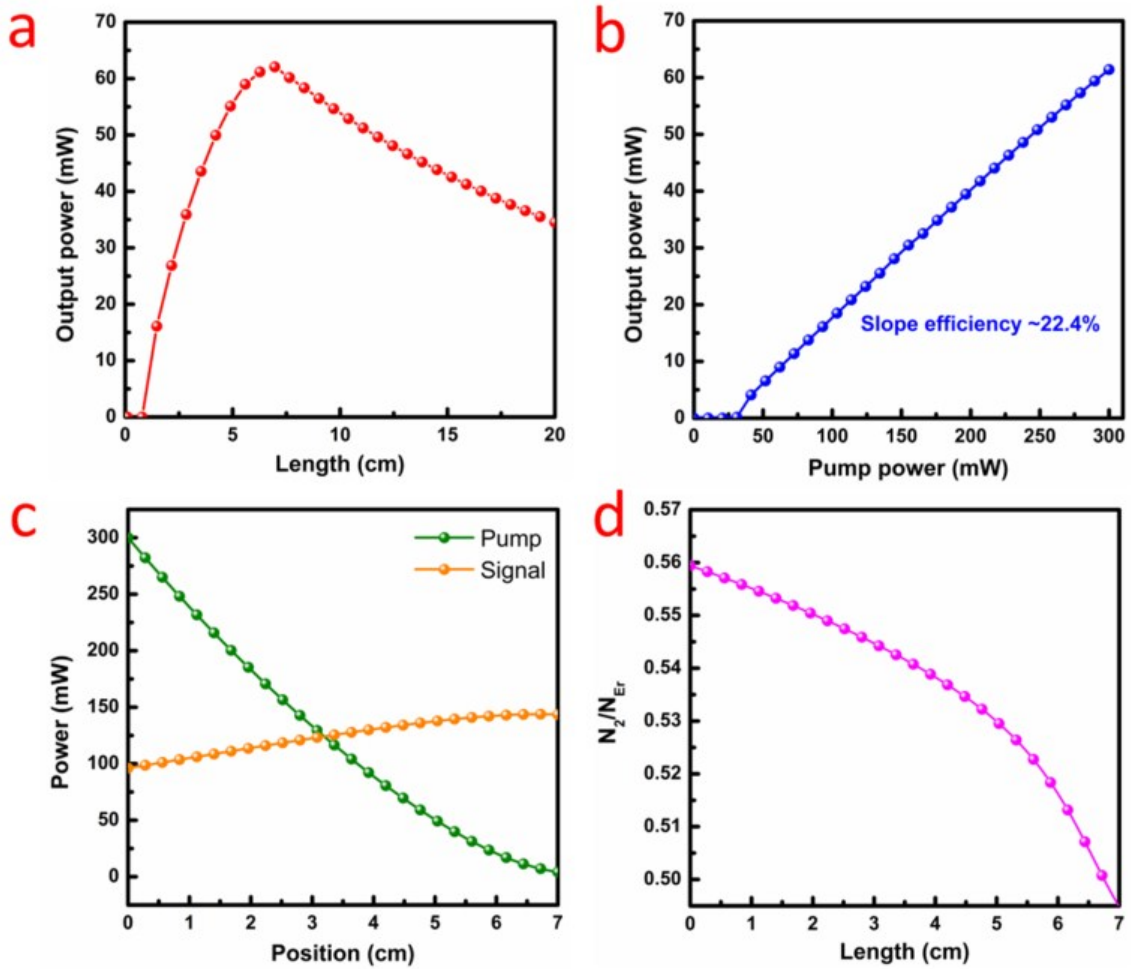 a
Output power (mW)
70
60
50
40
30
20
10
0
0 5 10 15 20
Length (cm)
b
Output power (mW)
70
60
50
40
30
20
10
0
Slope efficiency ~22.4%
0 50 100 150 200 250 300
Pump power (mW)
c
Power (mW)
300
250
200
150
100
50
0
Pump
Signal
0 1 2 3 4 5 6 7
Position (cm)
d
N2/NEr
0.57
0.56
0.55
0.54
0.53
0.52
0.51
0.50
0 1 2 3 4 5 6 7
Length (cm)